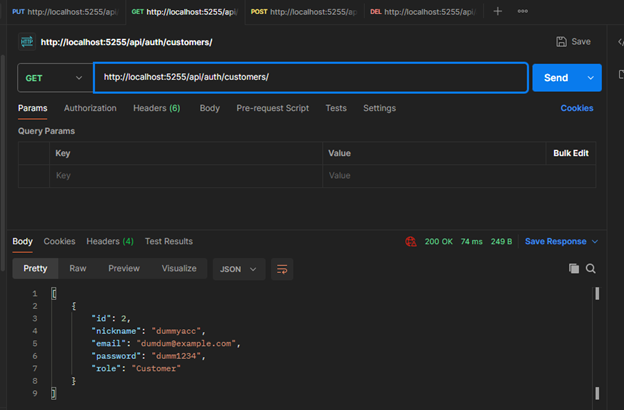 PUT http://localhost:5255/api/ GET http://localhost:5255/api/ POST http://localhost:5255/api/ DEL http://localhost:5255/api/
HTTP http://localhost:5255/api/auth/customers/ Save
GET http://localhost:5255/api/auth/customers/ Send
Params Authorization Headers (6) Body Pre-request Script Tests Settings Cookies
Query Params
Key Value Bulk Edit
Key Value
Body Cookies Headers (4) Test Results 200 OK 74 ms 249 B Save Response
Pretty Raw Preview Visualize JSON
1 [
2 {
3 "id": 2,
4 "nickname": "dummyacc",
5 "email": "dumdum@example.com",
6 "password": "dumm1234",
7 "role": "Customer"
8 }
9 ]